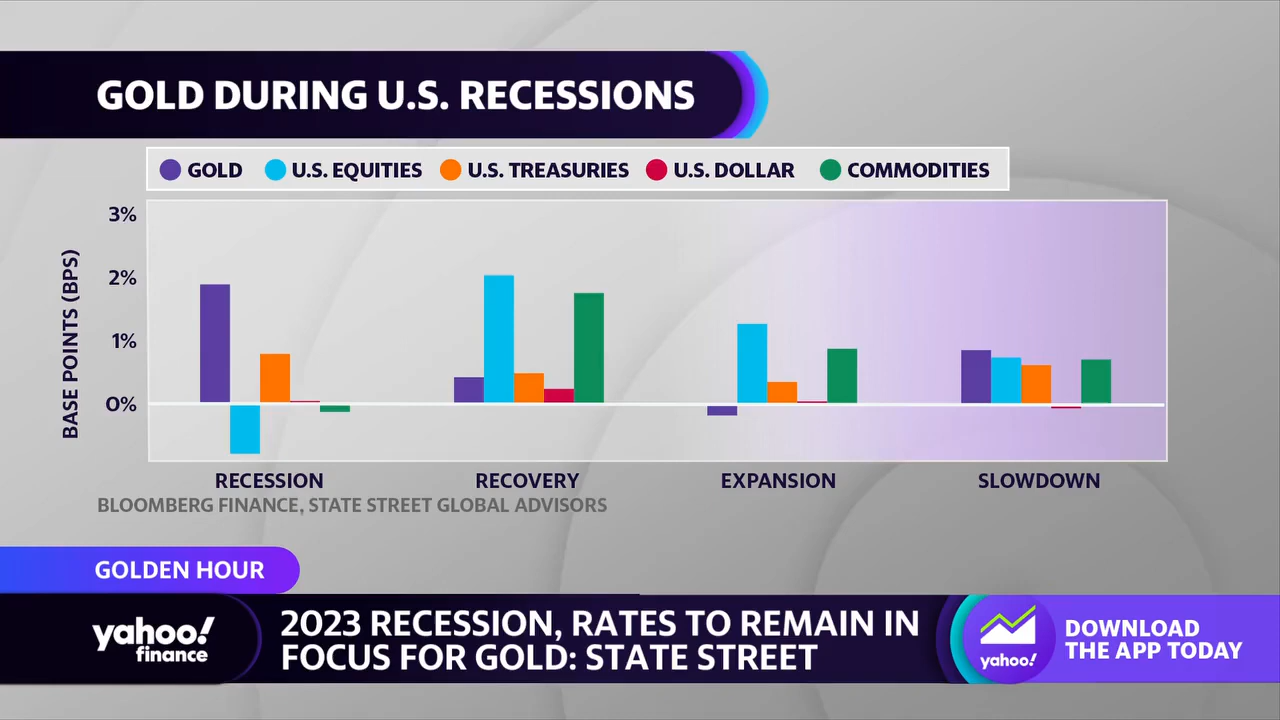 GOLD DURING U.S. RECESSIONS
GOLD U.S. EQUITIES U.S. TREASURIES U.S. DOLLAR COMMODITIES
BASE POINTS (BPS)
3%
2%
1%
0%
RECESSION RECOVERY EXPANSION SLOWDOWN
BLOOMBERG FINANCE, STATE STREET GLOBAL ADVISORS
GOLDEN HOUR
yahoo!
finance
2023 RECESSION, RATES TO REMAIN IN
FOCUS FOR GOLD: STATE STREET
yahoo!
DOWNLOAD
THE APP TODAY